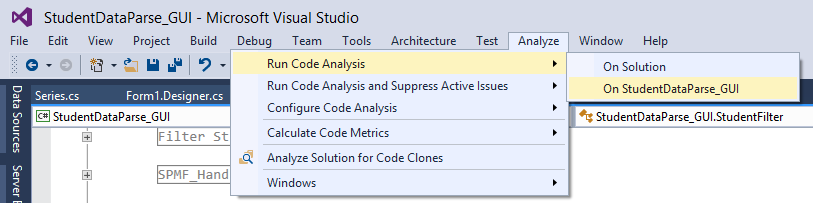 StudentDataParse_GUI - Microsoft Visual Studio
File Edit View Project Build Debug Team Tools Architecture Test Analyze Window Help
Run Code Analysis
On Solution
On StudentDataParse_GUI
Run Code Analysis and Suppress Active Issues
Configure Code Analysis
Calculate Code Metrics
Analyze Solution for Code Clones
Windows
Data Sources
Server E
Series.cs Form1.Designer.cs
C# StudentDataParse_GUI
StudentDataParse_GUI.StudentFilter
Filter St
SPMF_Hand